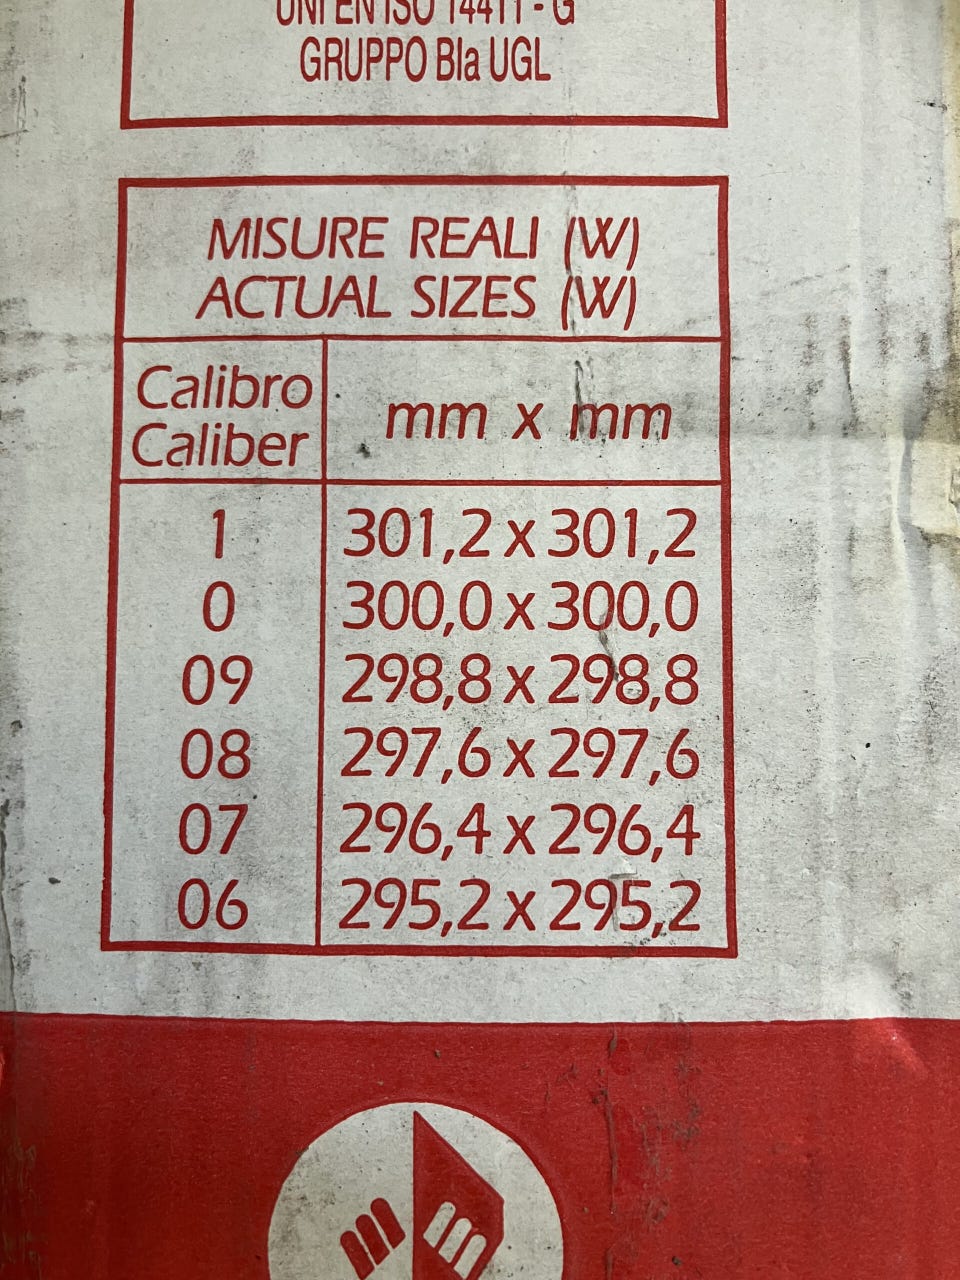 UNI EN ISO 14411 - G
GRUPPO BIa UGL
MISURE REALI (W)
ACTUAL SIZES (W)
Calibro
Caliber
mm x mm
1 301,2 x 301,2
0 300,0 x 300,0
09 298,8 x 298,8
08 297,6 x 297,6
07 296,4 x 296,4
06 295,2 x 295,2